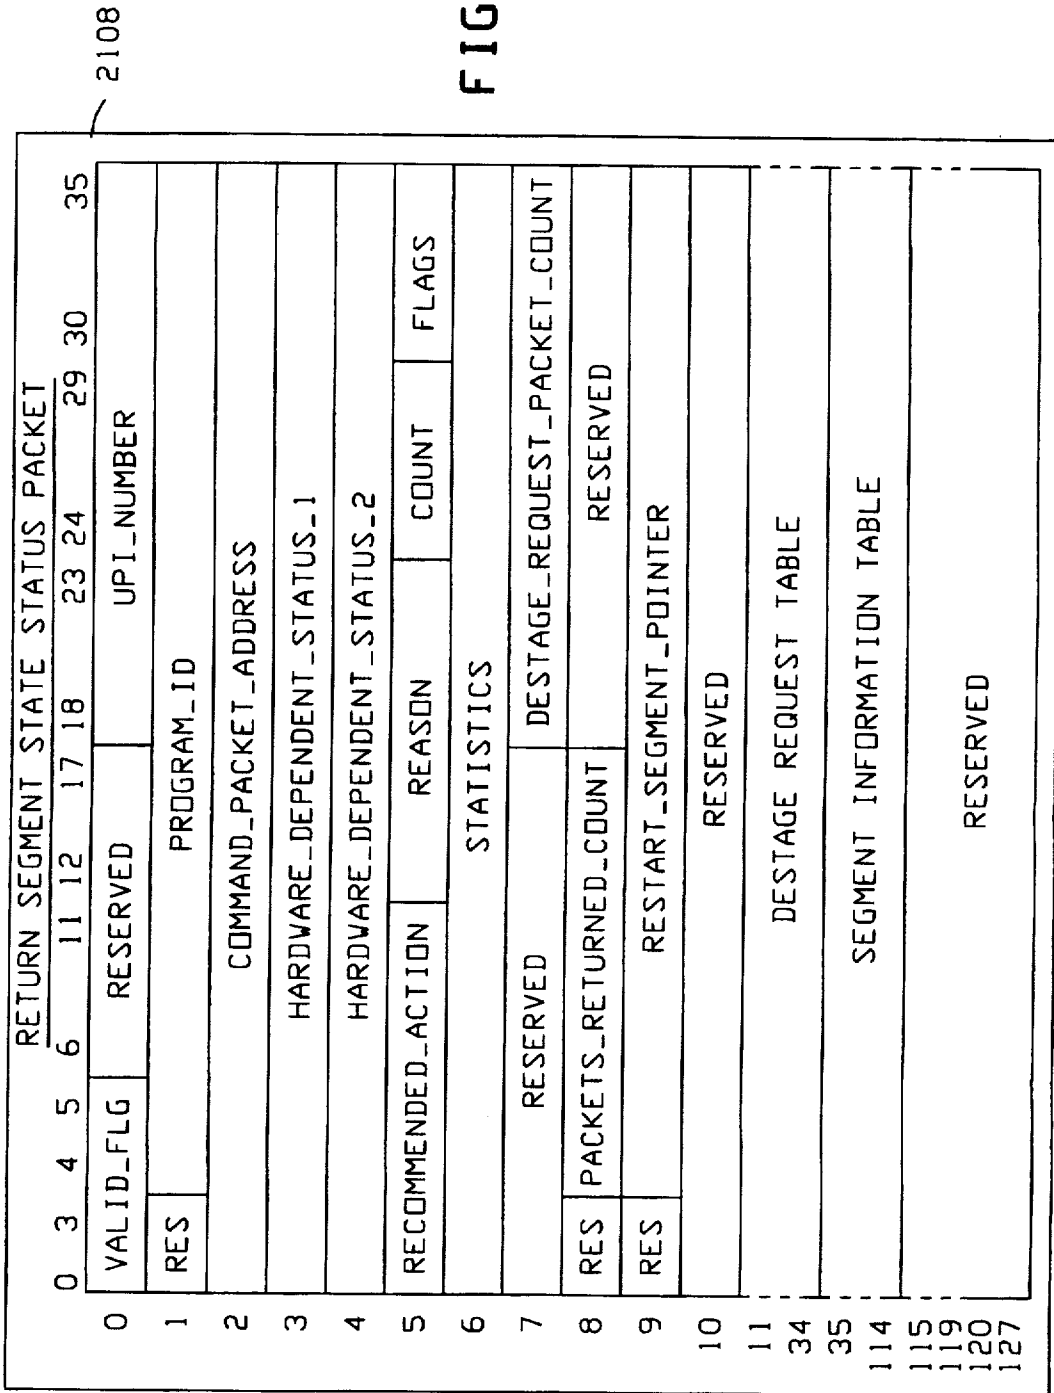 RETURN SEGMENT STATE STATUS PACKET
0 3 4 5 6 11 12 17 18 23 24 29 30 35
0 VALID_FLG RESERVED UPI_NUMBER
1 RES PROGRAM_ID
2 COMMAND_PACKET_ADDRESS
3 HARDWARE_DEPENDENT_STATUS_1
4 HARDWARE_DEPENDENT_STATUS_2
5 RECOMMENDED_ACTION REASON COUNT FLAGS
6 STATISTICS
7 RESERVED DESTAGE_REQUEST_PACKET_COUNT
8 RES PACKETS_RETURNED_COUNT RESERVED
9 RES RESTART_SEGMENT_POINTER
10 RESERVED
11
34 DESTAGE REQUEST TABLE
35
114 SEGMENT INFORMATION TABLE
115
119
120 RESERVED
127
2108
FIG